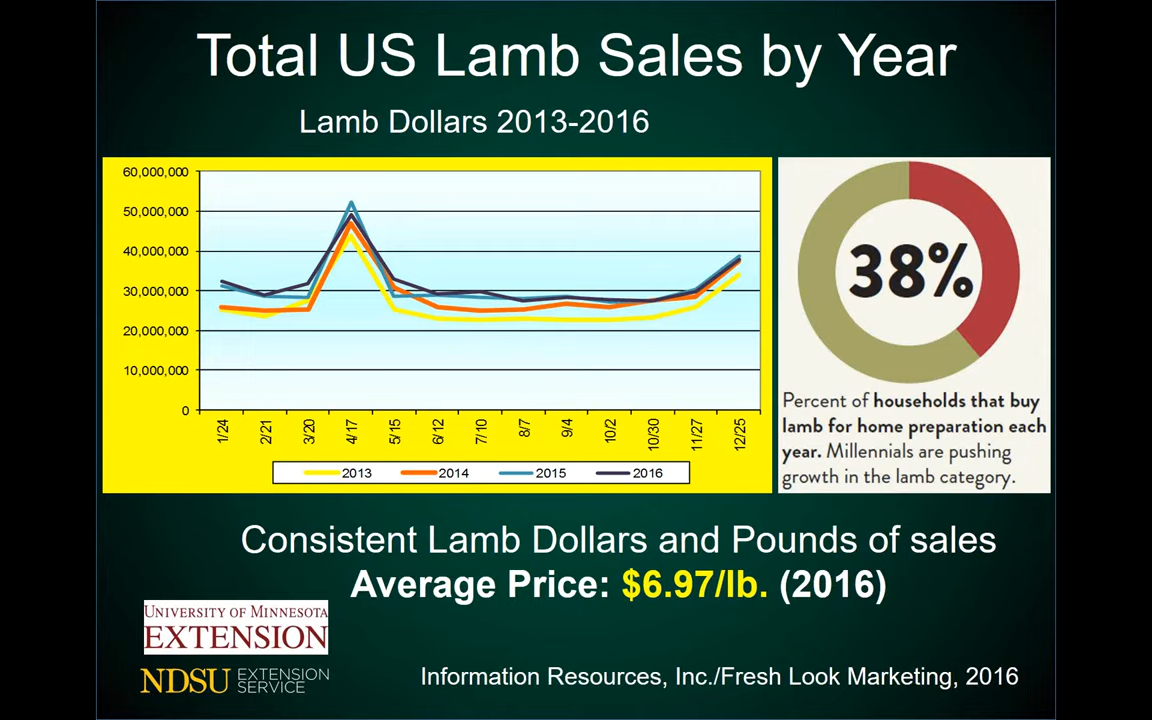 Total US Lamb Sales by Year
Lamb Dollars 2013-2016
60,000,000
50,000,000
40,000,000
30,000,000
20,000,000
10,000,000
0
1/24
2/21
3/20
4/17
5/15
6/12
7/10
8/7
9/4
10/2
10/30
11/27
12/25
2013
2014
2015
2016
38%
Percent of households that buy
lamb for home preparation each
year. Millennials are pushing
growth in the lamb category.
Consistent Lamb Dollars and Pounds of sales
Average Price: $6.97/lb. (2016)
UNIVERSITY OF MINNESOTA
EXTENSION
NDSU EXTENSION
SERVICE
Information Resources, Inc./Fresh Look Marketing, 2016